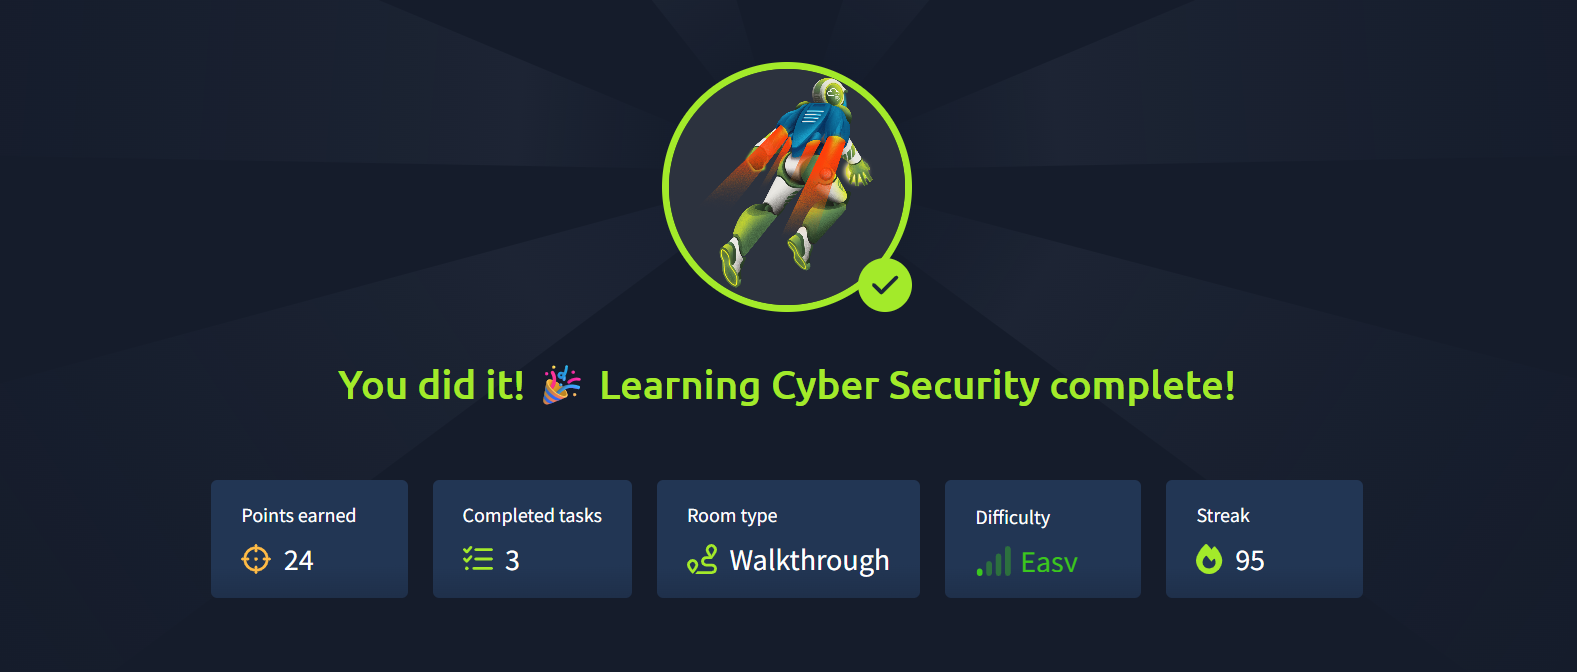 You did it! 🎉 Learning Cyber Security complete!
Points earned
24
Completed tasks
3
Room type
Walkthrough
Difficulty
Easy
Streak
95